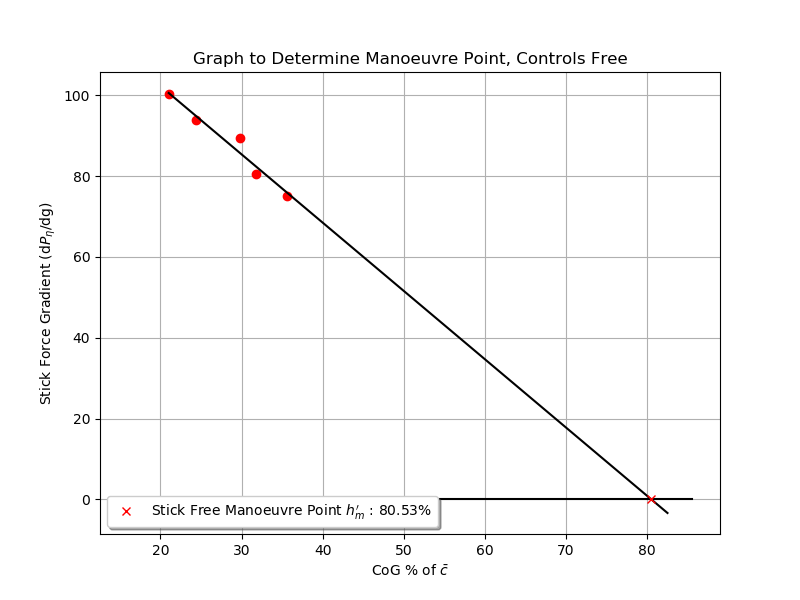 Graph to Determine Manoeuvre Point, Controls Free
Stick Force Gradient (dPη/dg)
100
80
60
40
20
0
Stick Free Manoeuvre Point h′m : 80.53%
20 30 40 50 60 70 80
CoG % of c̄